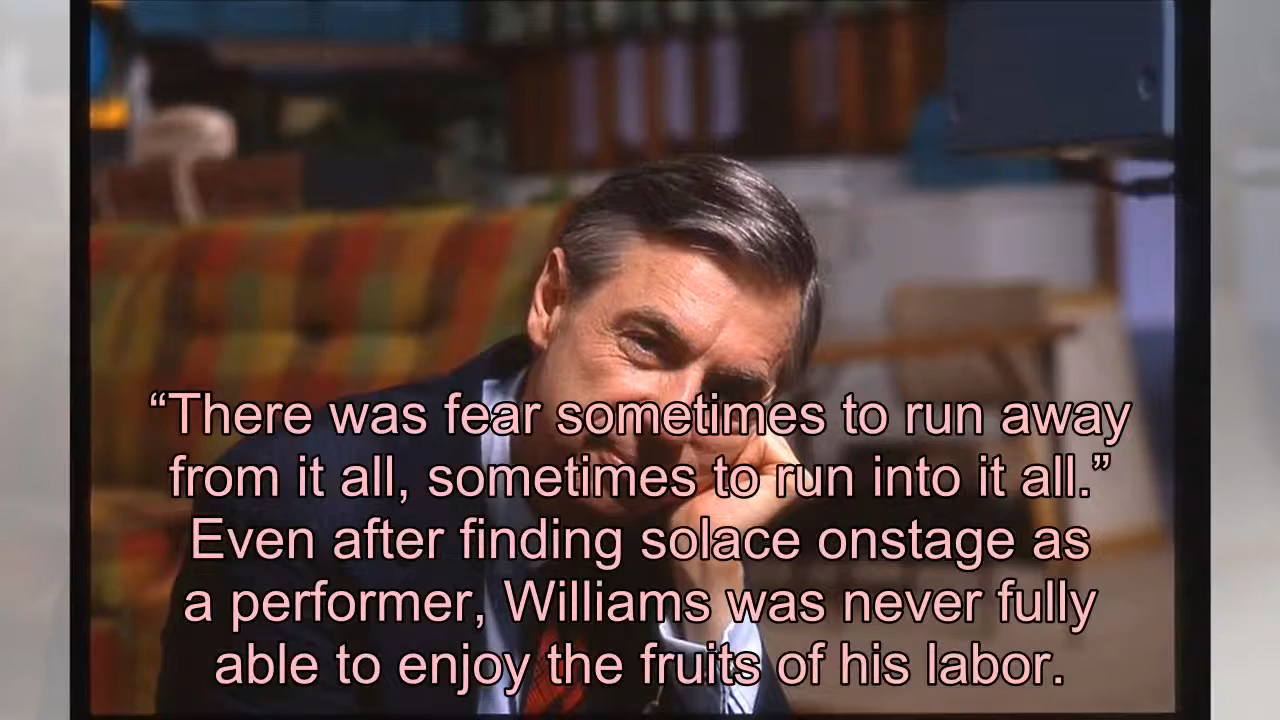 “There was fear sometimes to run away
from it all, sometimes to run into it all.”
Even after finding solace onstage as
a performer, Williams was never fully
able to enjoy the fruits of his labor.